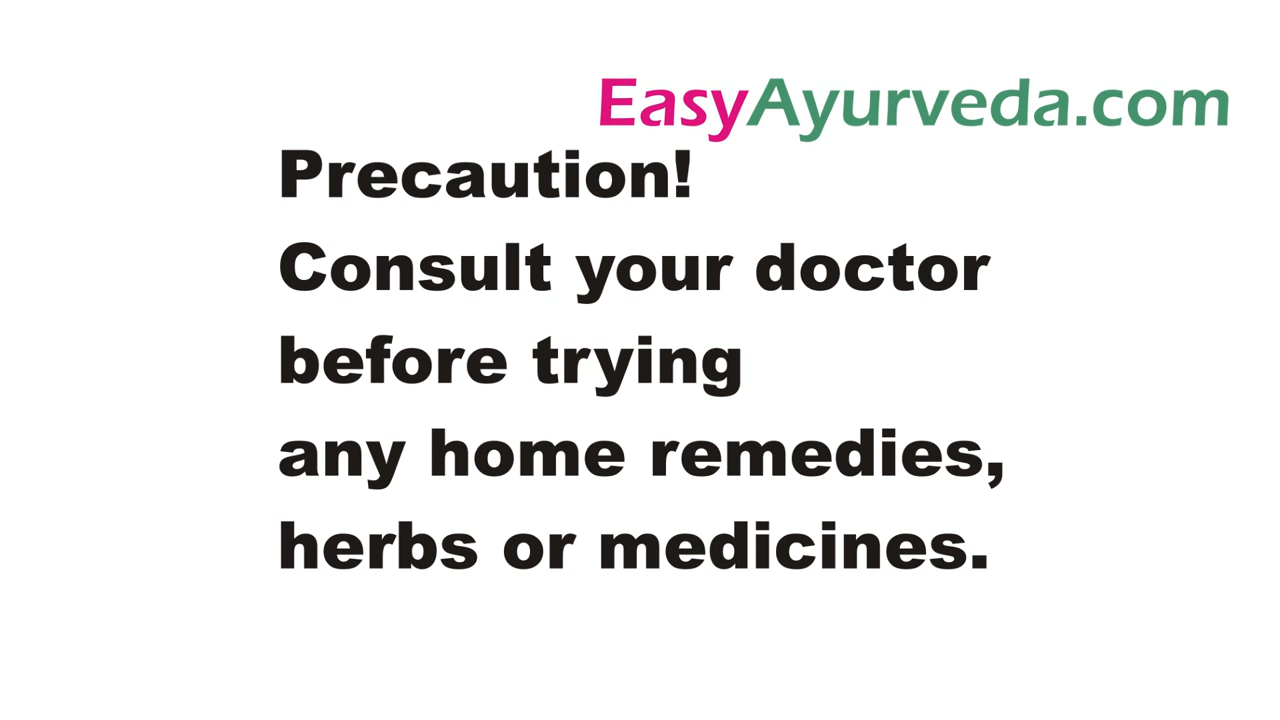 EasyAyurveda.com
Precaution!
Consult your doctor
before trying
any home remedies,
herbs or medicines.